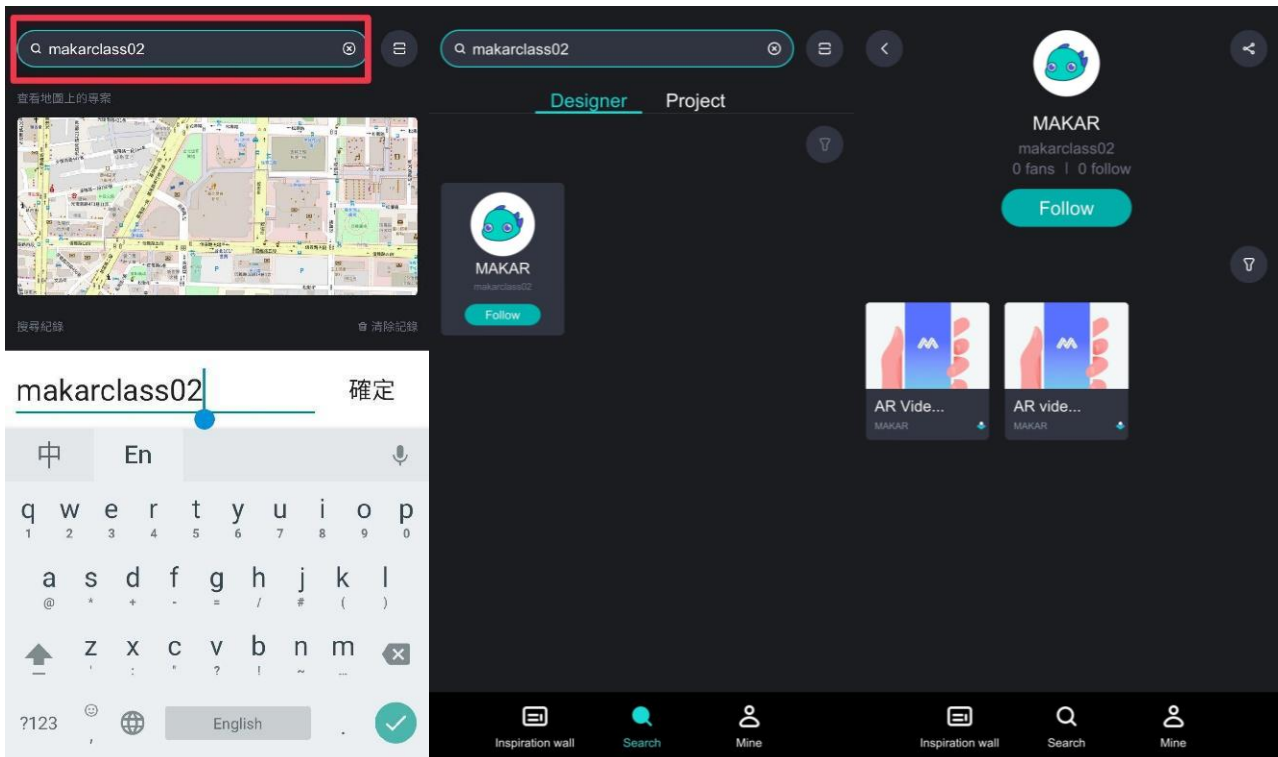 makarclass02
查看地圖上的專案
搜尋紀錄
清除記錄
makarclass02
確定
中
En
q w e r t y u i o p
1 2 3 4 5 6 7 8 9 0
a s d f g h j k l
@ * + - = / # ( )
z x c v b n m
' : " ? ! ~ ...
?123
,
English
.
makarclass02
Designer
Project
MAKAR
makarclass02
Follow
Inspiration wall
Search
Mine
MAKAR
makarclass02
0 fans | 0 follow
Follow
AR Vide...
MAKAR
AR vide...
MAKAR
Inspiration wall
Search
Mine